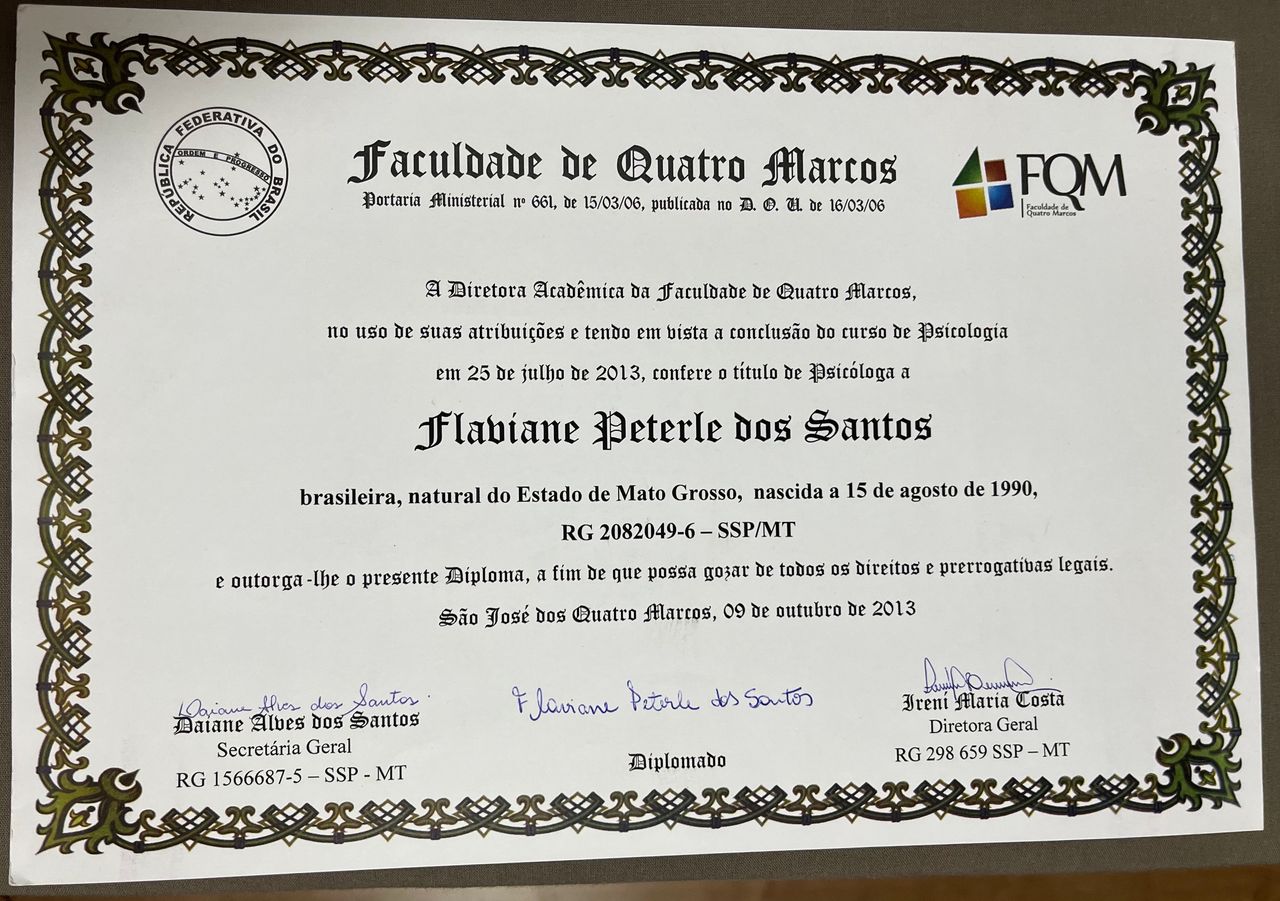 REPÚBLICA FEDERATIVA DO BRASIL
ORDEM E PROGRESSO
Faculdade de Quatro Marcos
Portaria Ministerial nº 661, de 15/03/06, publicada no D. O. U. de 16/03/06
FQM
Faculdade de
Quatro Marcos
A Diretora Acadêmica da Faculdade de Quatro Marcos,
no uso de suas atribuições e tendo em vista a conclusão do curso de Psicologia
em 25 de julho de 2013, confere o título de Psicóloga a
Flaviane Peterle dos Santos
brasileira, natural do Estado de Mato Grosso, nascida a 15 de agosto de 1990,
RG 2082049-6 – SSP/MT
e outorga-lhe o presente Diploma, a fim de que possa gozar de todos os direitos e prerrogativas legais.
São José dos Quatro Marcos, 09 de outubro de 2013
Daiane Alves dos Santos
Daiane Alves dos Santos
Secretária Geral
RG 1566687-5 – SSP - MT
Flaviane Peterle dos Santos
Diplomado
Ireni Maria Costa
Diretora Geral
RG 298 659 SSP – MT